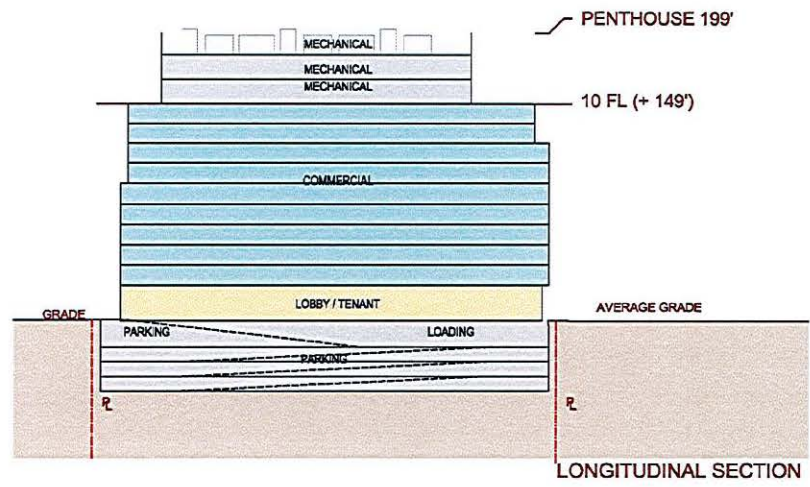 PENTHOUSE 199'
MECHANICAL
MECHANICAL
MECHANICAL
10 FL (+ 149')
COMMERCIAL
LOBBY / TENANT
GRADE
AVERAGE GRADE
PARKING
LOADING
PARKING
PL
PL
LONGITUDINAL SECTION